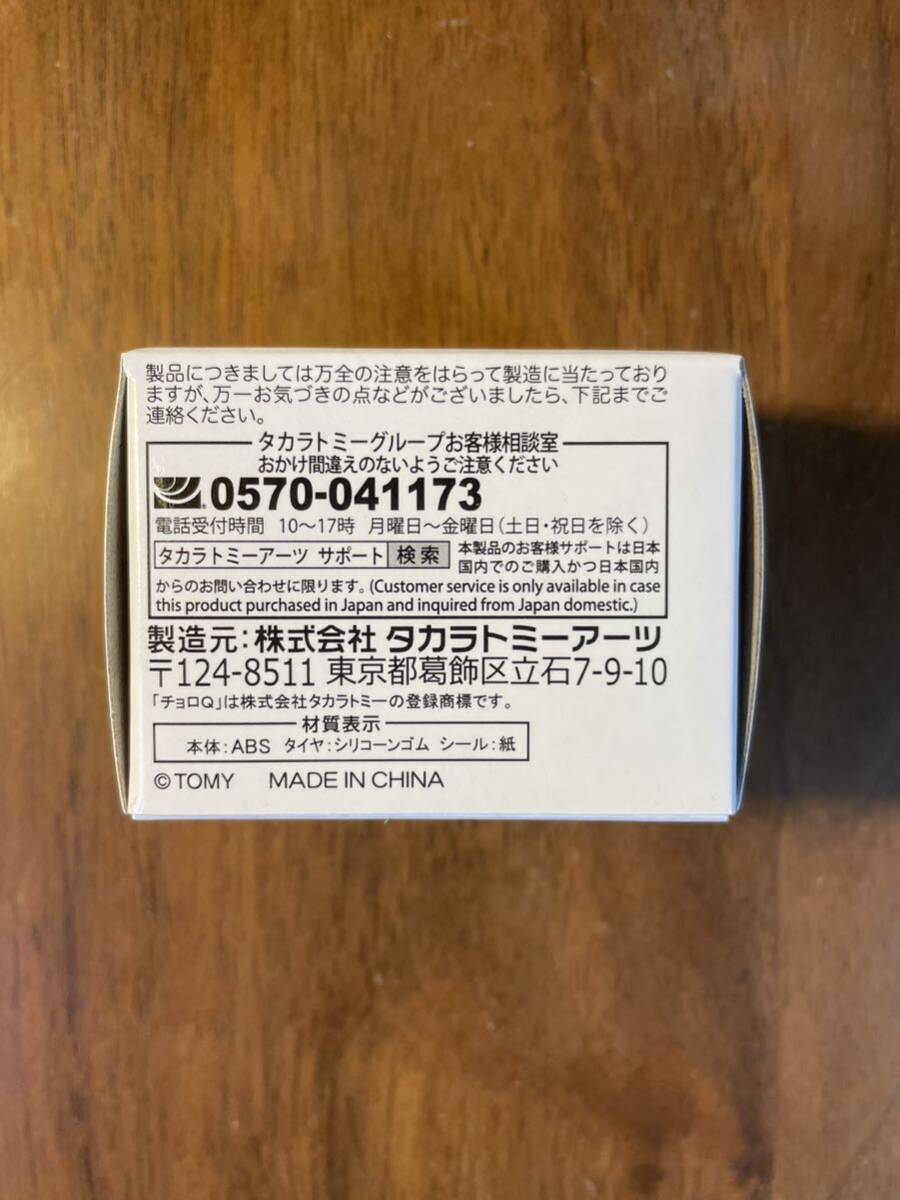 製品につきましては万全の注意をはらって製造に当たっており
ますが、万一お気づきの点などがございましたら、下記までご
連絡ください。
タカラトミーグループお客様相談室
おかけ間違えのないようご注意ください
0570-041173
電話受付時間 10～17時 月曜日～金曜日(土日・祝日を除く)
タカラトミーアーツ サポート 検索 本製品のお客様サポートは日本
国内でのご購入かつ日本国内
からのお問い合わせに限ります。(Customer service is only available in case
this product purchased in Japan and inquired from Japan domestic.)
製造元:株式会社 タカラトミーアーツ
〒124-8511 東京都葛飾区立石7-9-10
「チョロQ」は株式会社タカラトミーの登録商標です。
材質表示
本体:ABS タイヤ:シリコーンゴム シール:紙
©TOMY MADE IN CHINA